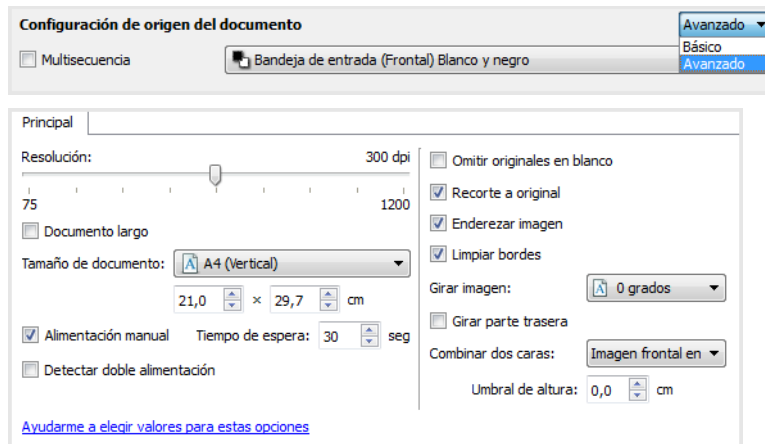 Configuración de origen del documento
Avanzado
Básico
Avanzado
Multisecuencia
Bandeja de entrada (Frontal) Blanco y negro
Principal
Resolución: 300 dpi
75 1200
Documento largo
Tamaño de documento: A4 (Vertical)
21,0 × 29,7 cm
Alimentación manual Tiempo de espera: 30 seg
Detectar doble alimentación
Ayudarme a elegir valores para estas opciones
Omitir originales en blanco
Recorte a original
Enderezar imagen
Limpiar bordes
Girar imagen: 0 grados
Girar parte trasera
Combinar dos caras: Imagen frontal en
Umbral de altura: 0,0 cm